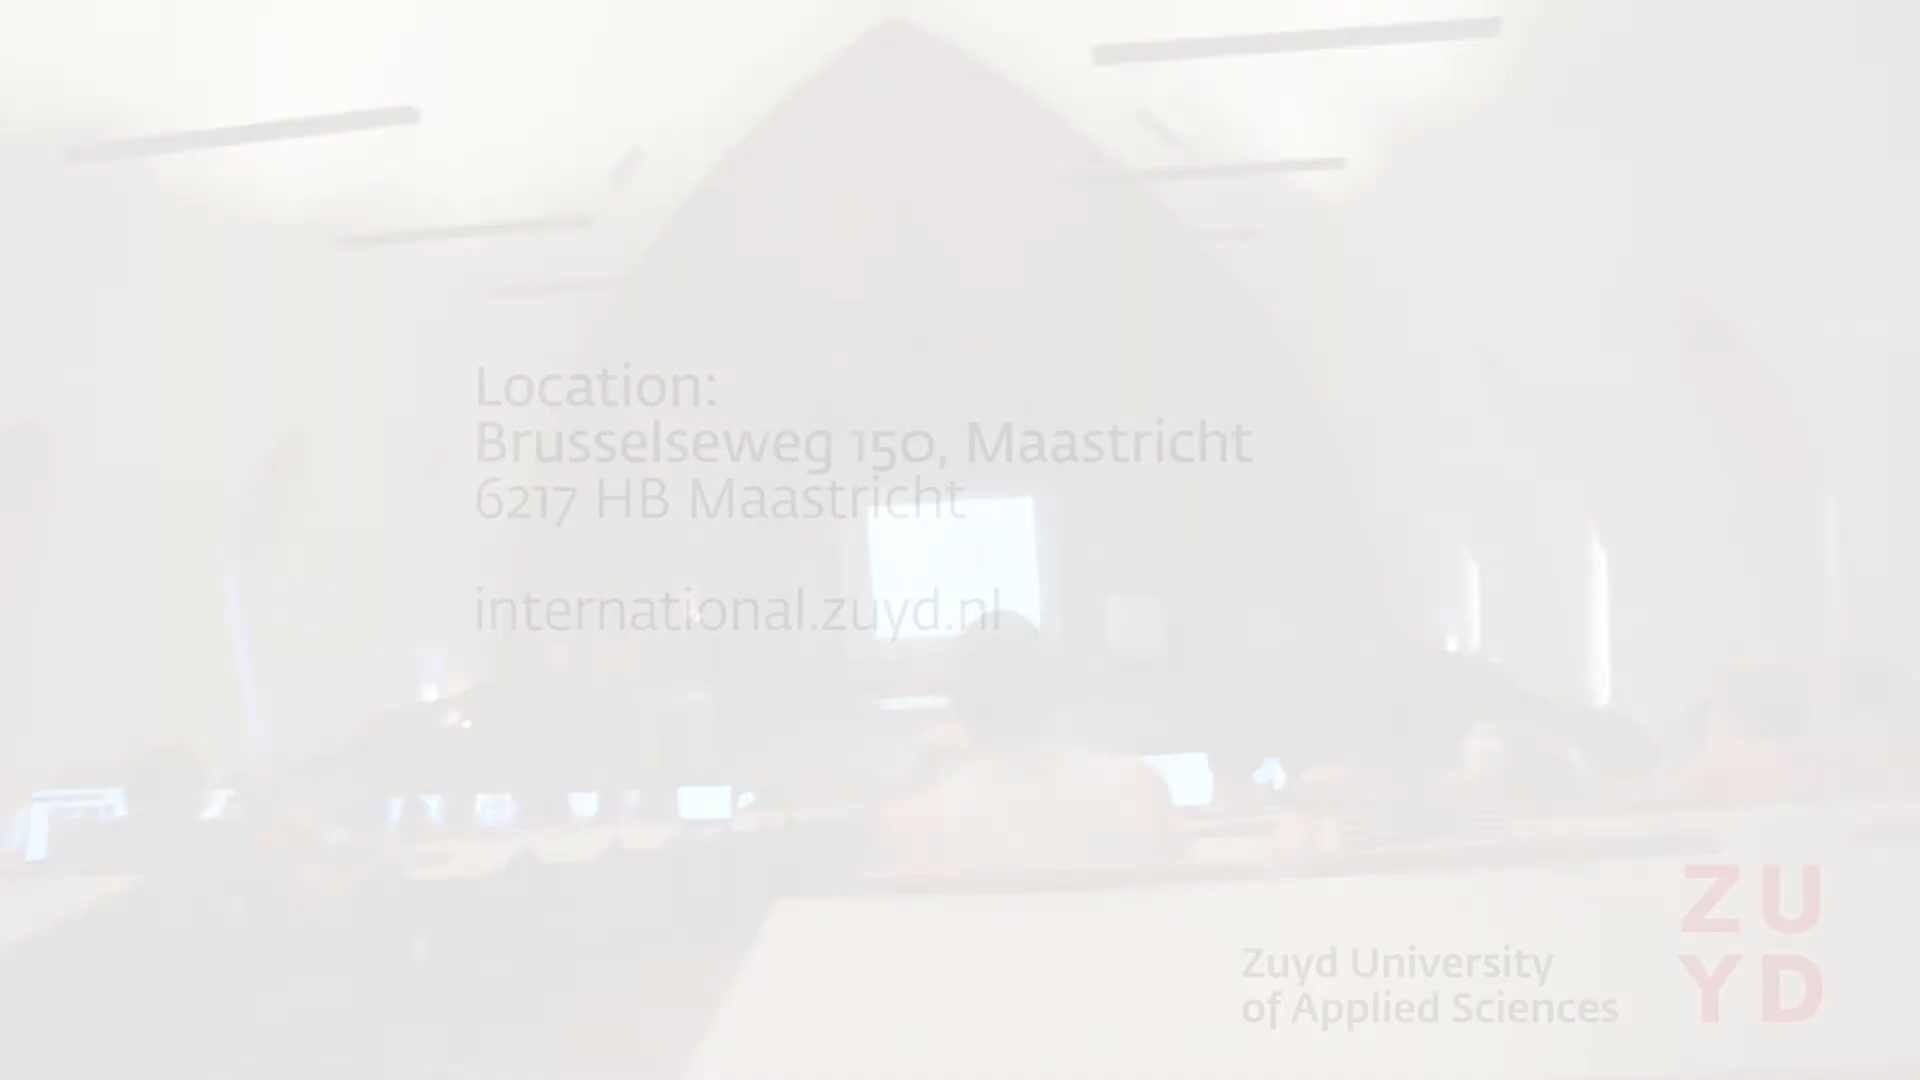 Location:
Brusselseweg 150, Maastricht
6217 HB Maastricht
international.zuyd.nl
Zuyd University
of Applied Sciences
ZU
YD